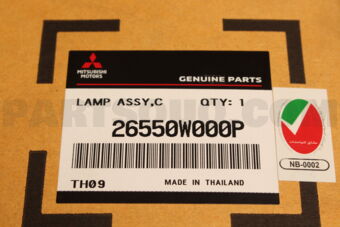 MITSUBISHI
MOTORS
GENUINE PARTS
LAMP ASSY,C QTY: 1
26550W000P
TH09 MADE IN THAILAND
NB-0002